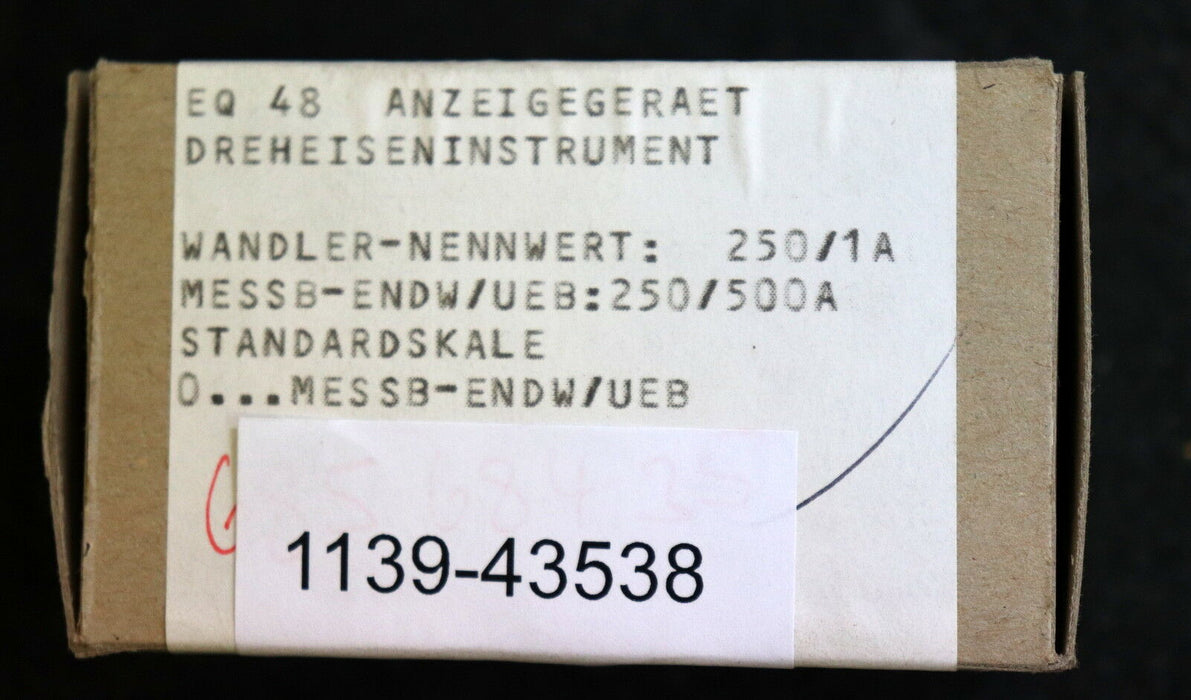 EQ 48 ANZEIGEGERAET
DREHEISENINSTRUMENT
WANDLER-NENNWERT: 250/1A
MESSB-ENDW/UEB:250/500A
STANDARDSKALE
0...MESSB-ENDW/UEB
1139-43538